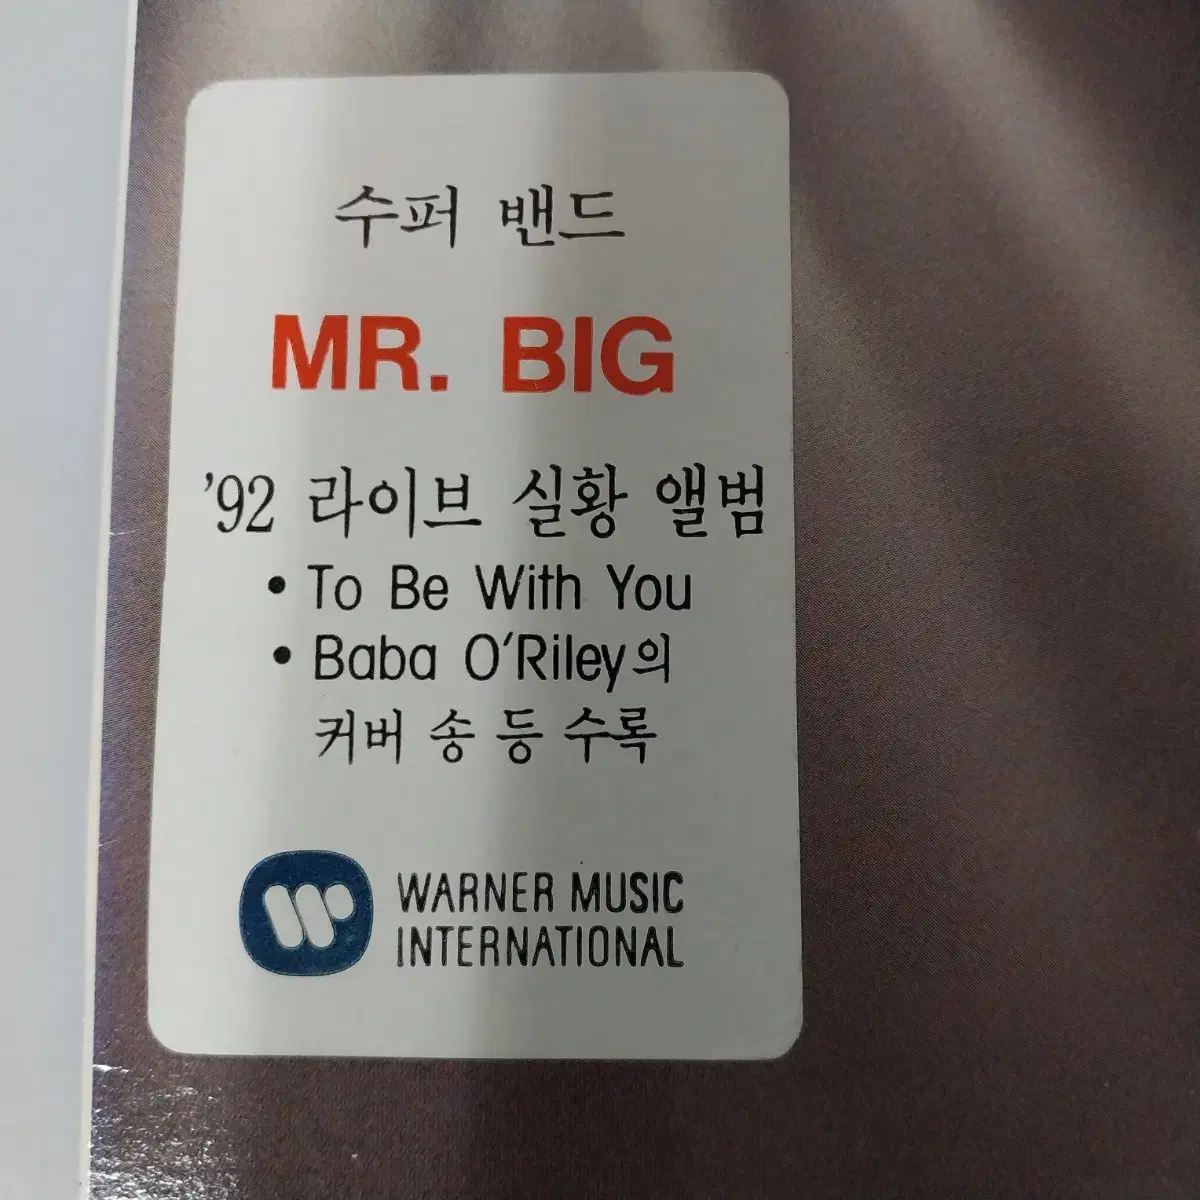 수퍼 밴드
MR. BIG
'92 라이브 실황 앨범
• To Be With You
• Baba O'Riley의
커버 송 등 수록
WARNER MUSIC
INTERNATIONAL